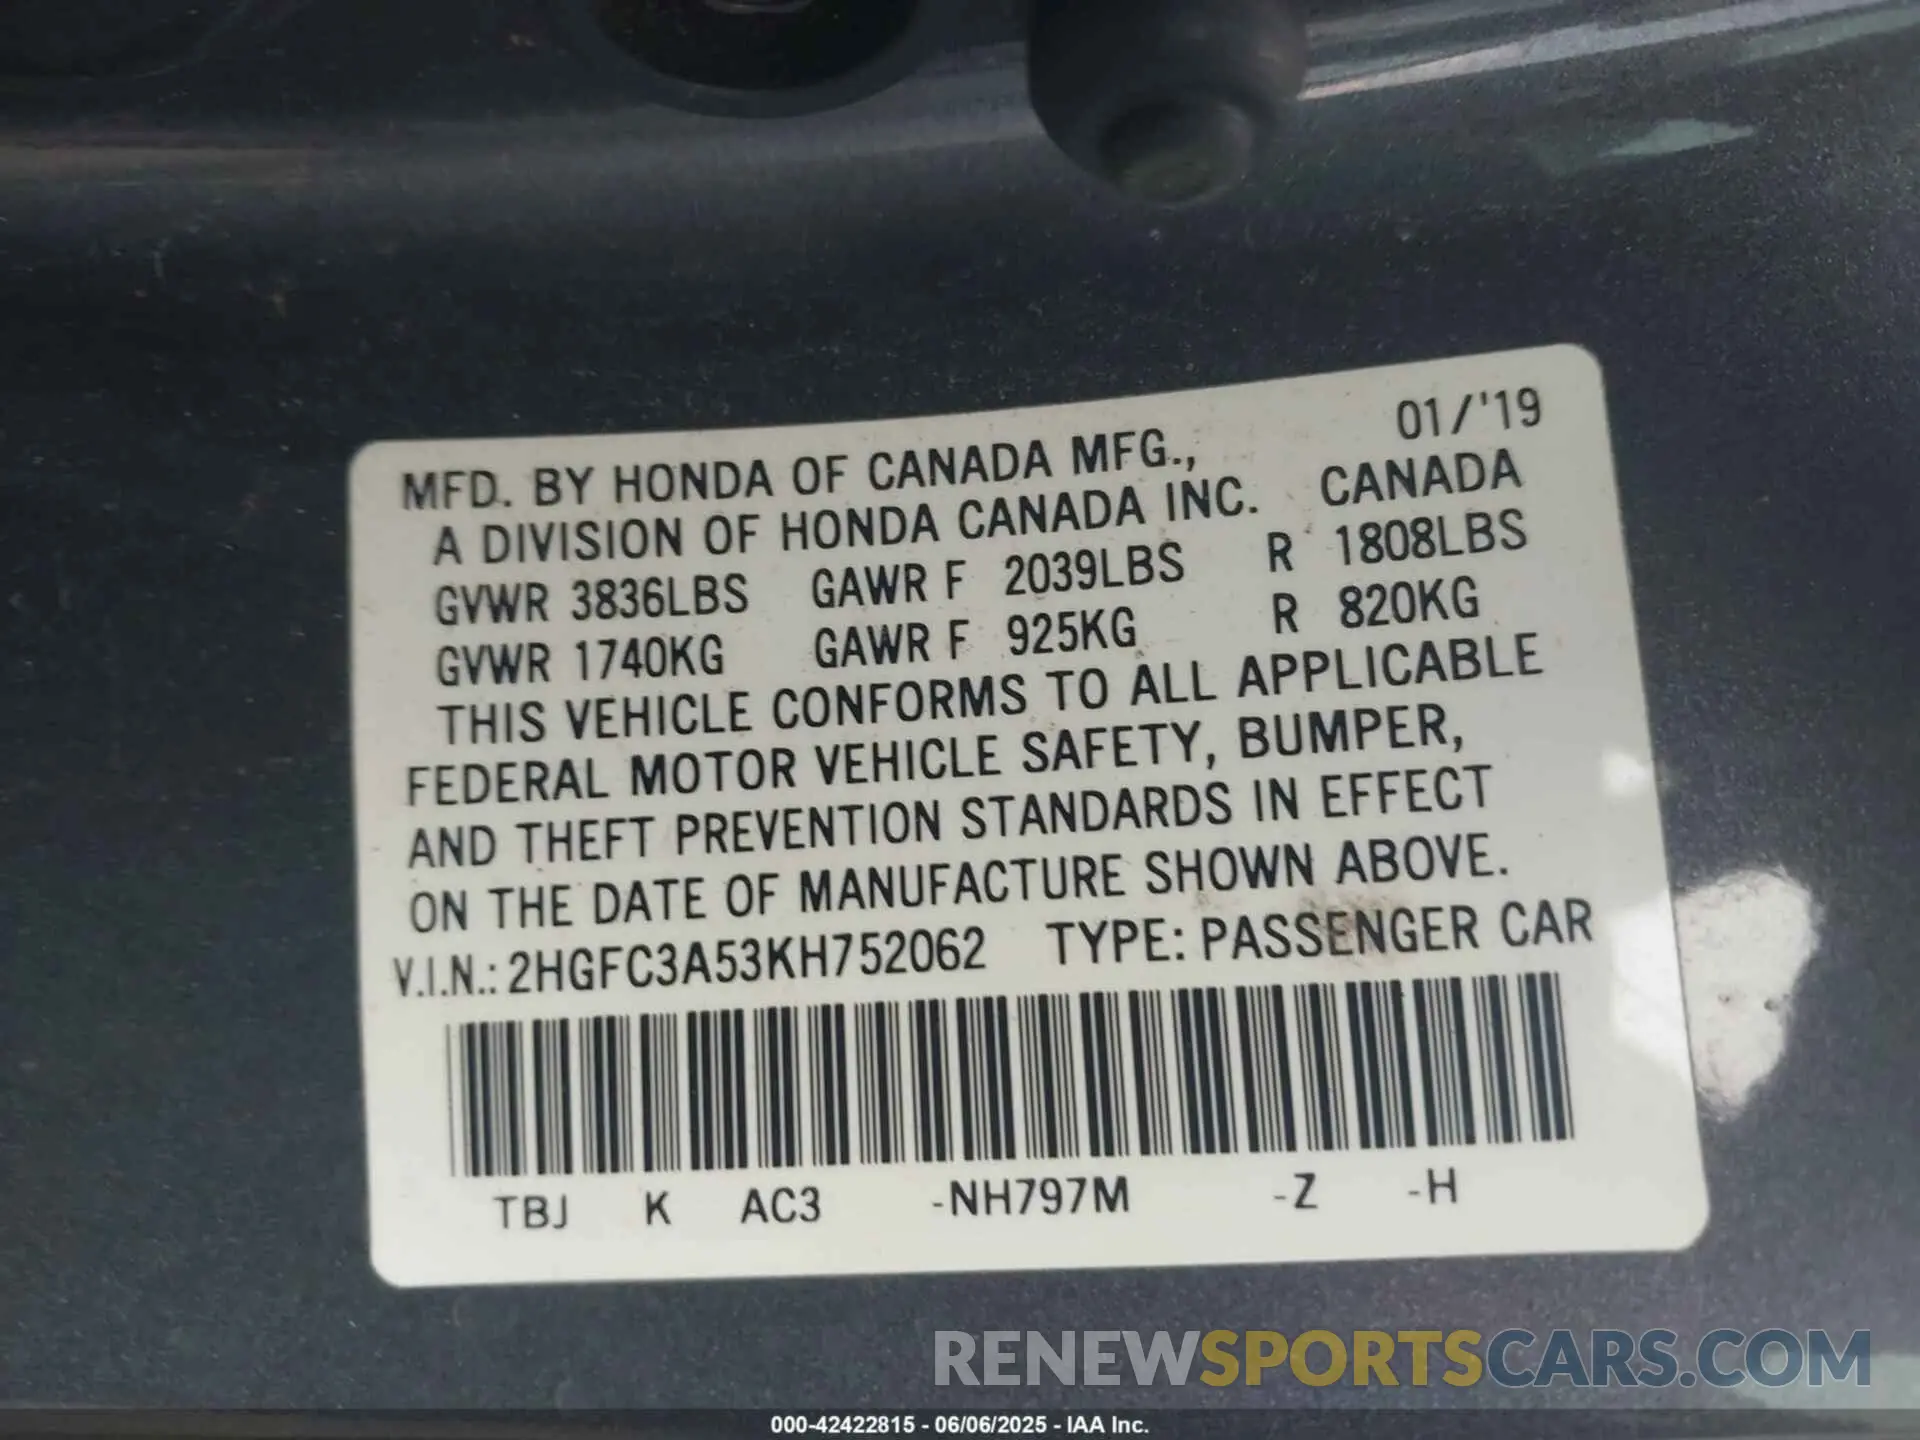 01/'19
MFD. BY HONDA OF CANADA MFG.,
A DIVISION OF HONDA CANADA INC. CANADA
GVWR 3836LBS GAWR F 2039LBS R 1808LBS
GVWR 1740KG GAWR F 925KG R 820KG
THIS VEHICLE CONFORMS TO ALL APPLICABLE
FEDERAL MOTOR VEHICLE SAFETY, BUMPER,
AND THEFT PREVENTION STANDARDS IN EFFECT
ON THE DATE OF MANUFACTURE SHOWN ABOVE.
V.I.N.: 2HGFC3A53KH752062 TYPE: PASSENGER CAR
TBJ K AC3 -NH797M -Z -H
RENEWSPORTSCARS.COM
000-42422815 - 06/06/2025 - IAA Inc.